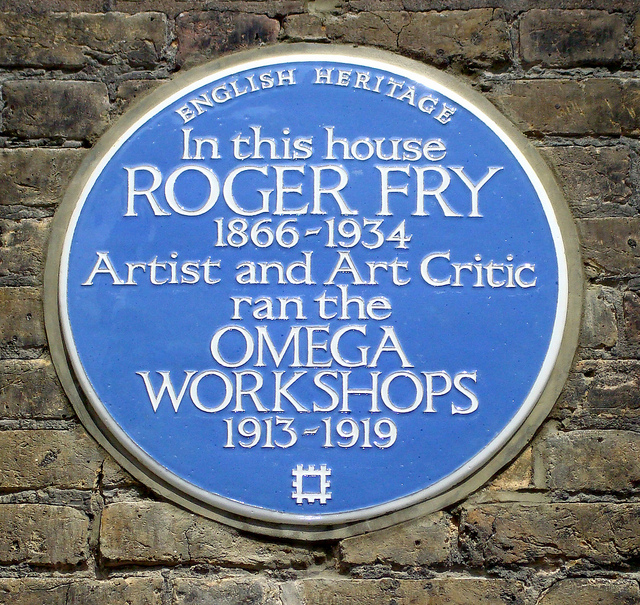 ENGLISH HERITAGE
In this house
ROGER FRY
1866-1934
Artist and Art Critic
ran the
OMEGA
WORKSHOPS
1913-1919